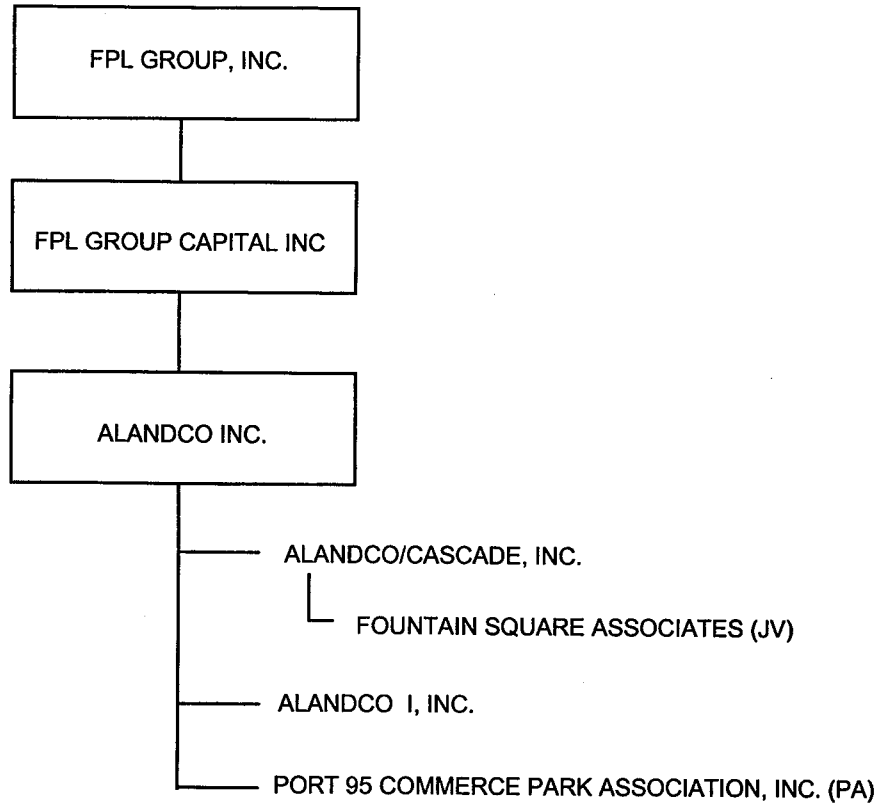 FPL GROUP, INC.
FPL GROUP CAPITAL INC
ALANDCO INC.
ALANDCO/CASCADE, INC.
FOUNTAIN SQUARE ASSOCIATES (JV)
ALANDCO I, INC.
PORT 95 COMMERCE PARK ASSOCIATION, INC. (PA)